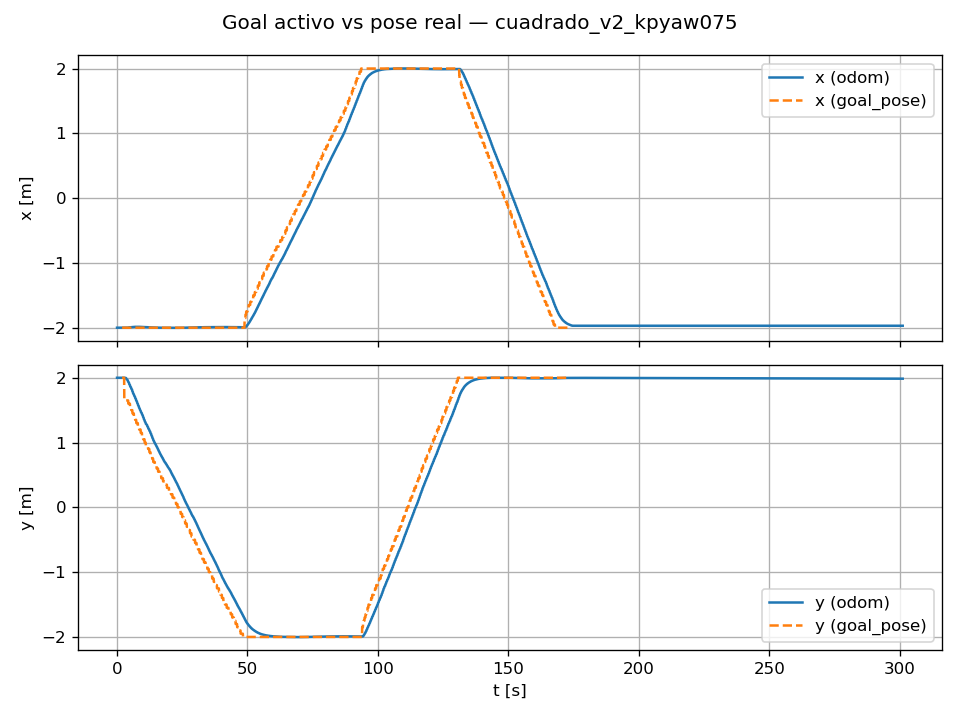 Goal activo vs pose real — cuadrado_v2_kpyaw075
2
1
0
−1
−2
x [m]
x (odom)
x (goal_pose)
2
1
0
−1
−2
y [m]
y (odom)
y (goal_pose)
0 50 100 150 200 250 300
t [s]